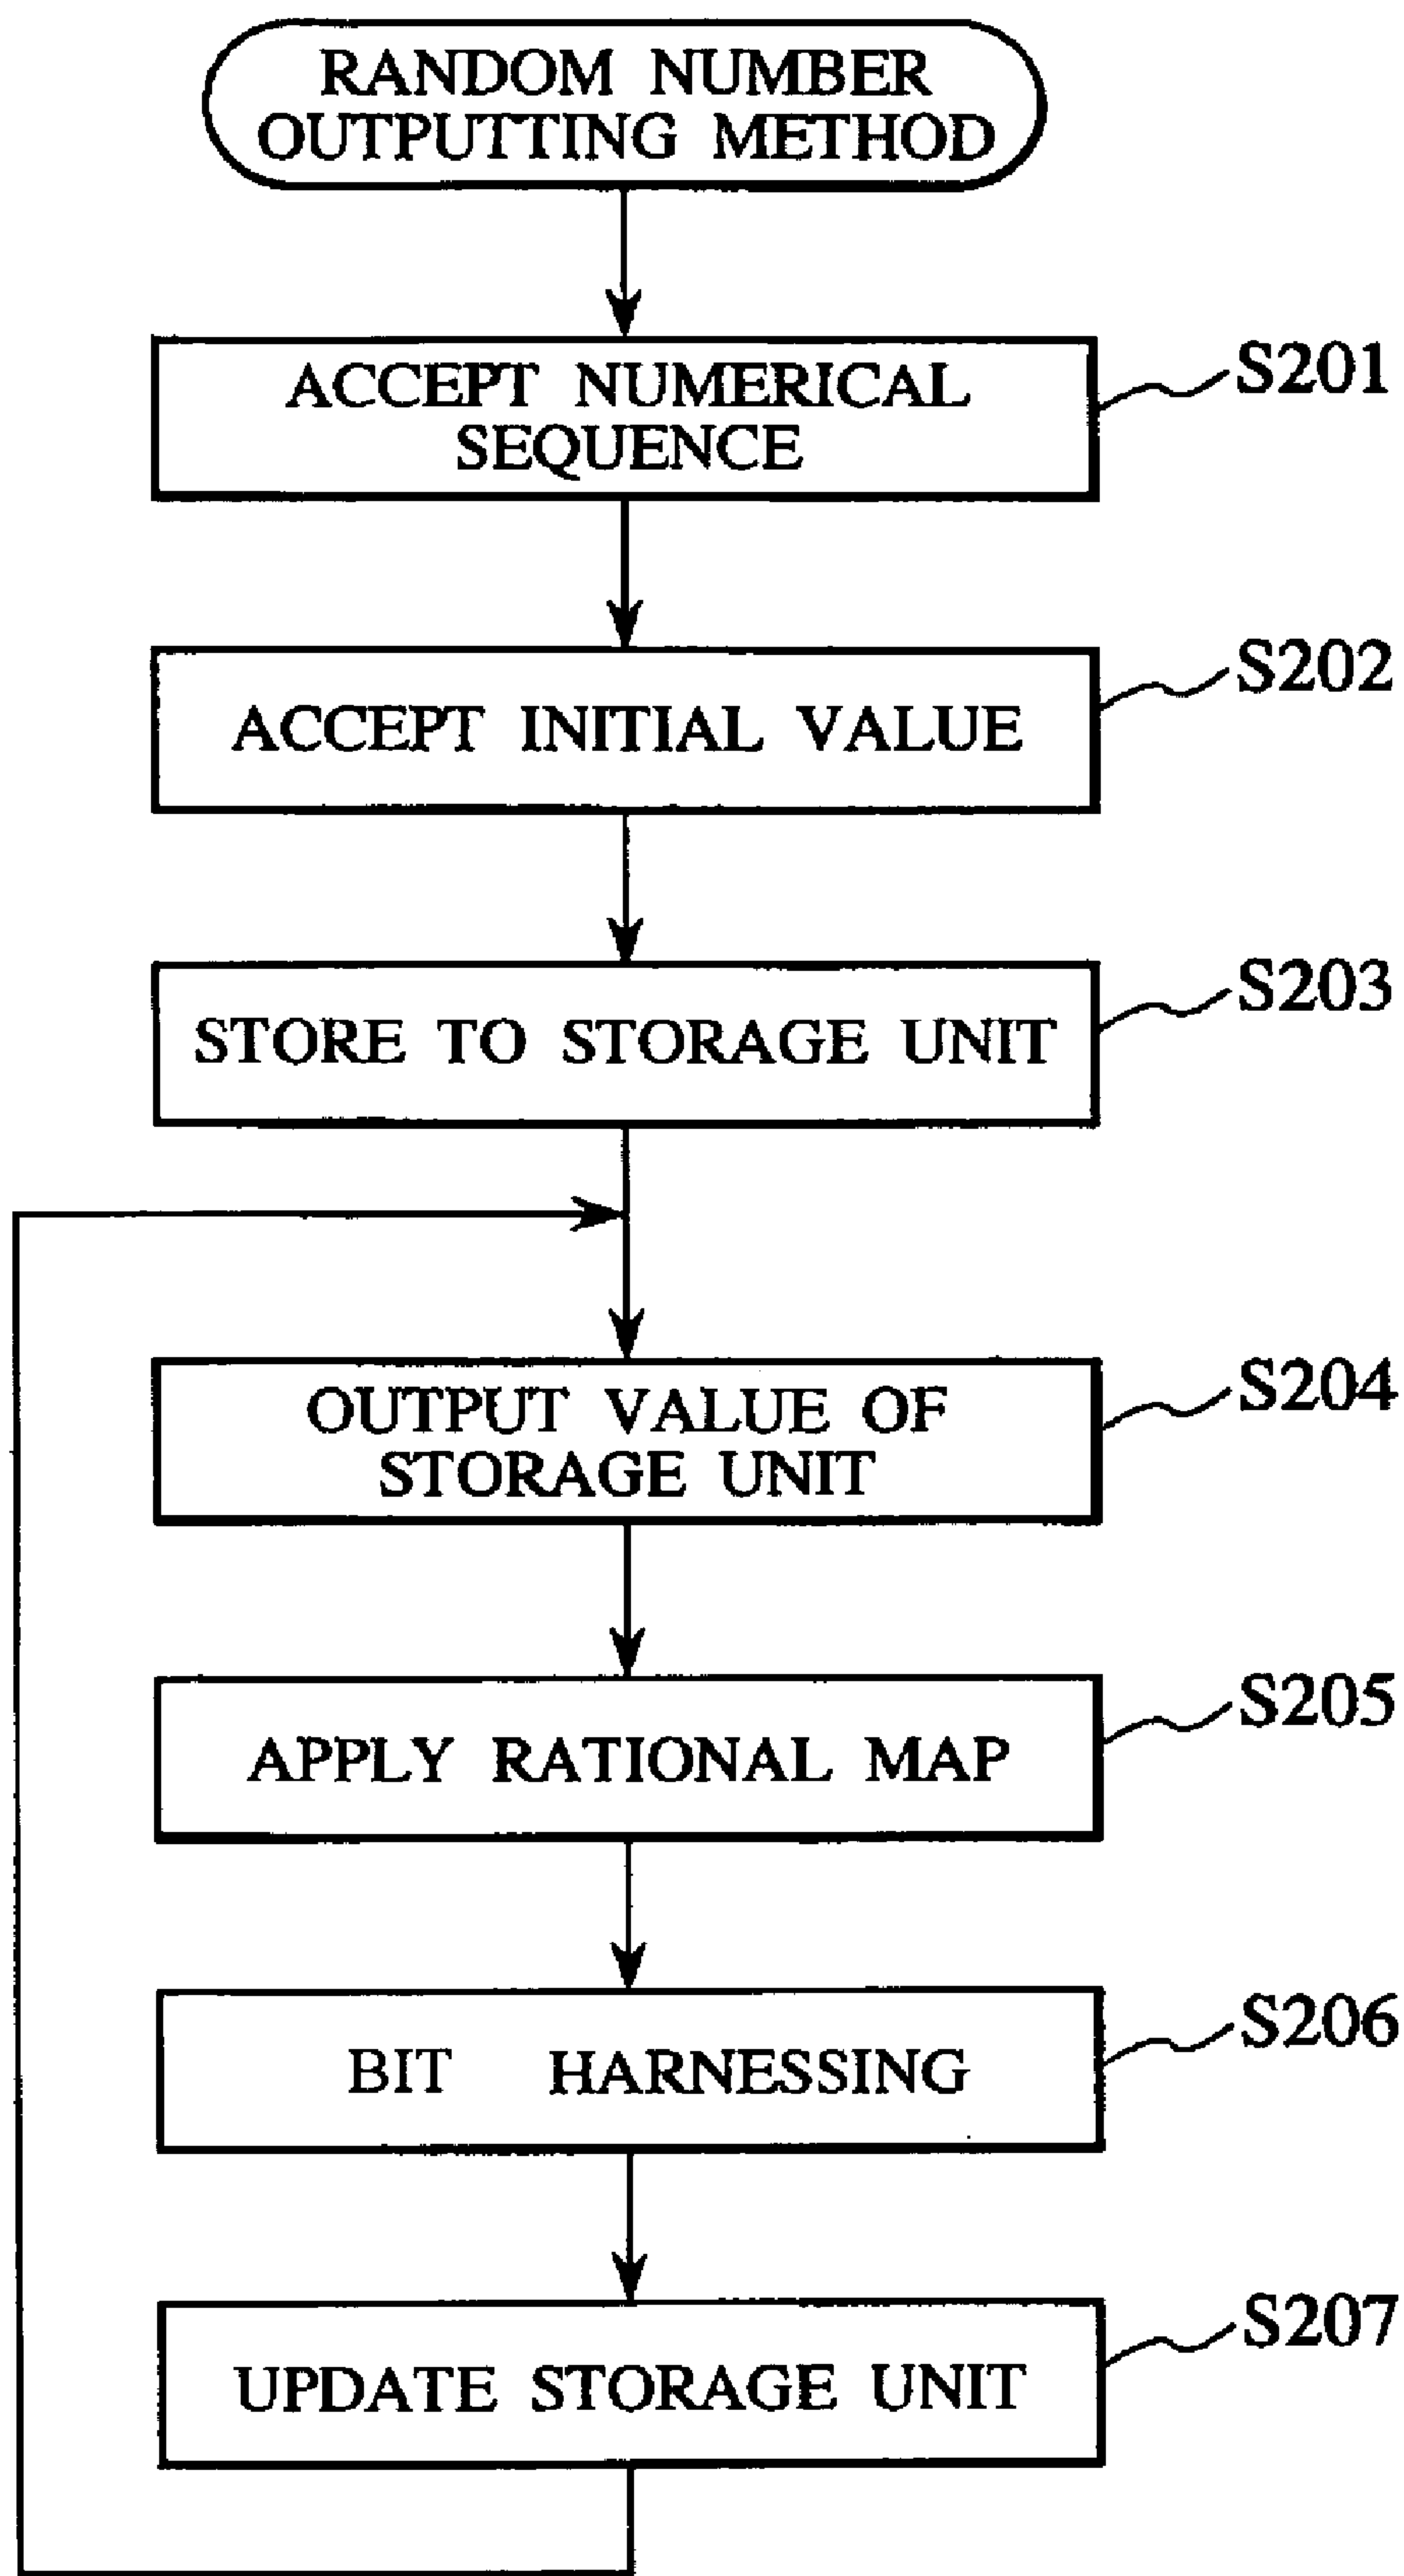 RANDOM NUMBER
OUTPUTTING METHOD
ACCEPT NUMERICAL
SEQUENCE
S201
ACCEPT INITIAL VALUE
S202
STORE TO STORAGE UNIT
S203
OUTPUT VALUE OF
STORAGE UNIT
S204
APPLY RATIONAL MAP
S205
BIT HARNESSING
S206
UPDATE STORAGE UNIT
S207